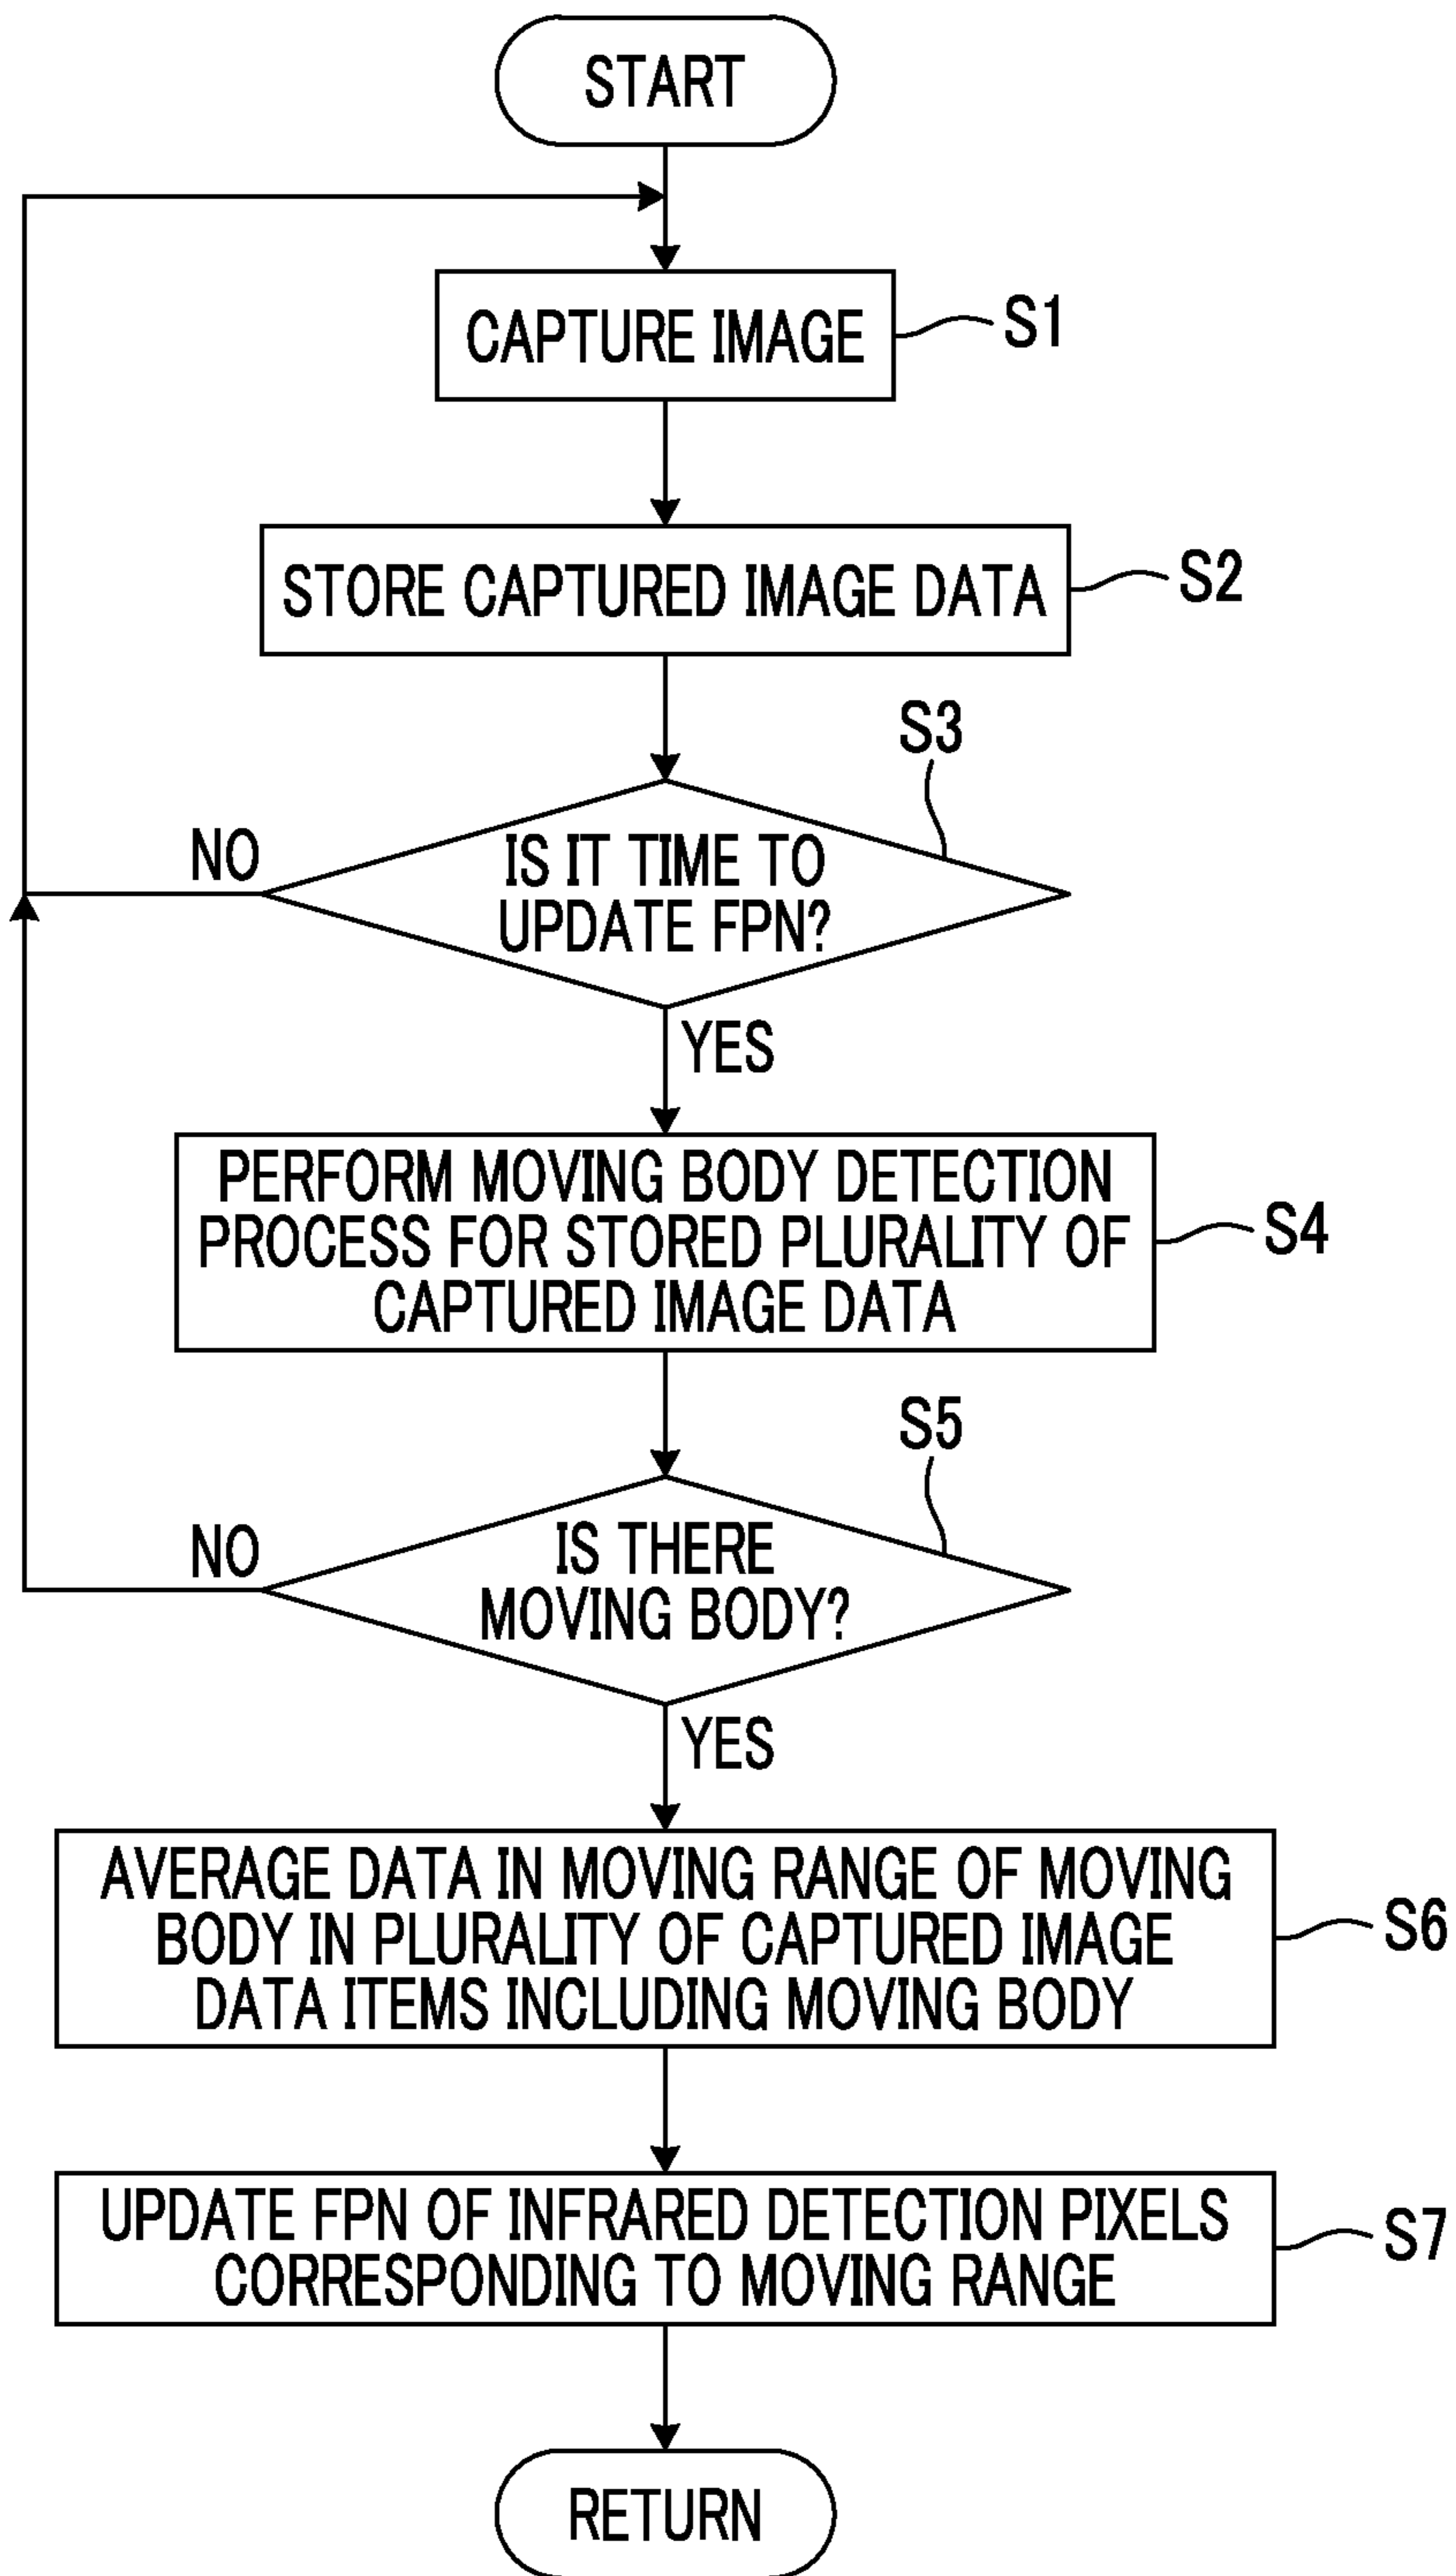 START
CAPTURE IMAGE
S1
STORE CAPTURED IMAGE DATA
S2
S3
IS IT TIME TO
UPDATE FPN?
NO
YES
PERFORM MOVING BODY DETECTION
PROCESS FOR STORED PLURALITY OF
CAPTURED IMAGE DATA
S4
S5
IS THERE
MOVING BODY?
NO
YES
AVERAGE DATA IN MOVING RANGE OF MOVING
BODY IN PLURALITY OF CAPTURED IMAGE
DATA ITEMS INCLUDING MOVING BODY
S6
UPDATE FPN OF INFRARED DETECTION PIXELS
CORRESPONDING TO MOVING RANGE
S7
RETURN